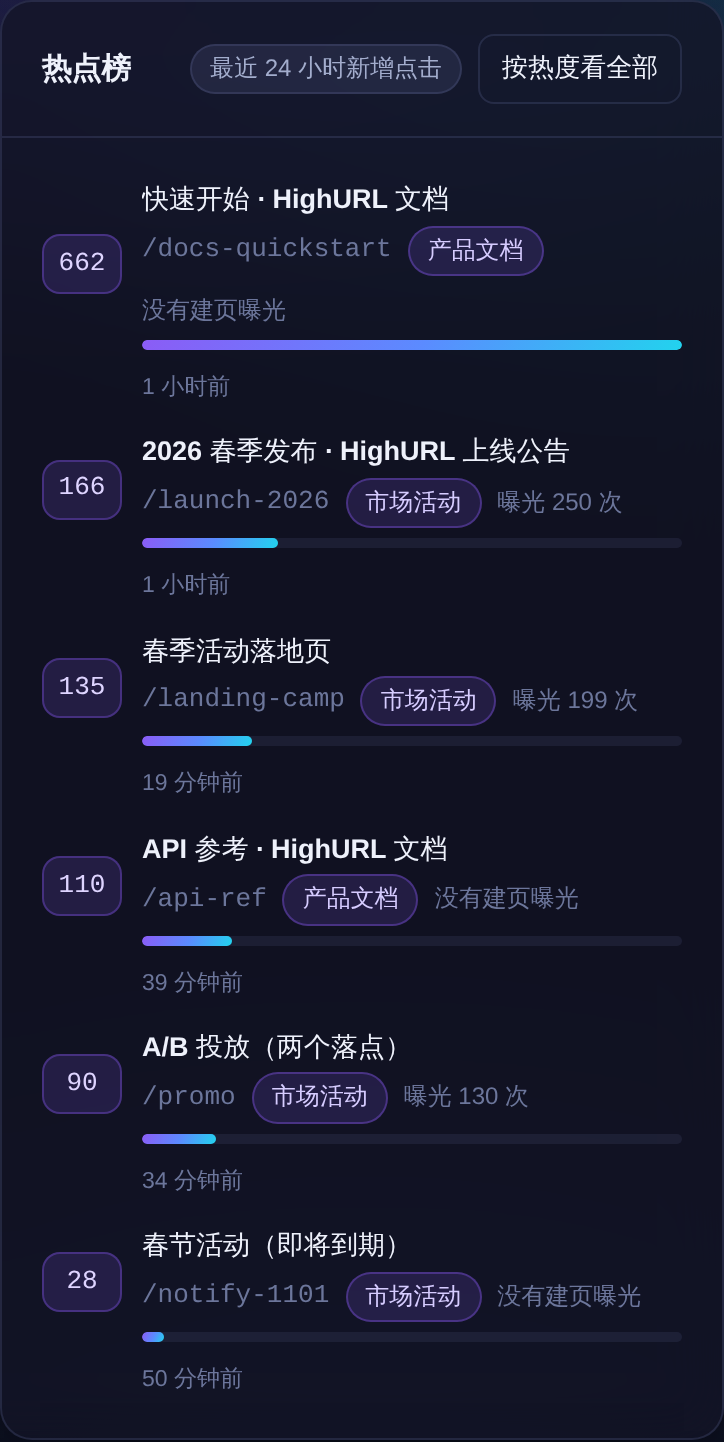 热点榜 最近 24 小时新增点击 按热度看全部
快速开始 · HighURL 文档
662
/docs-quickstart 产品文档
没有建页曝光
1 小时前
2026 春季发布 · HighURL 上线公告
166
/launch-2026 市场活动 曝光 250 次
1 小时前
春季活动落地页
135
/landing-camp 市场活动 曝光 199 次
19 分钟前
API 参考 · HighURL 文档
110
/api-ref 产品文档 没有建页曝光
39 分钟前
A/B 投放（两个落点）
90
/promo 市场活动 曝光 130 次
34 分钟前
春节活动（即将到期）
28
/notify-1101 市场活动 没有建页曝光
50 分钟前